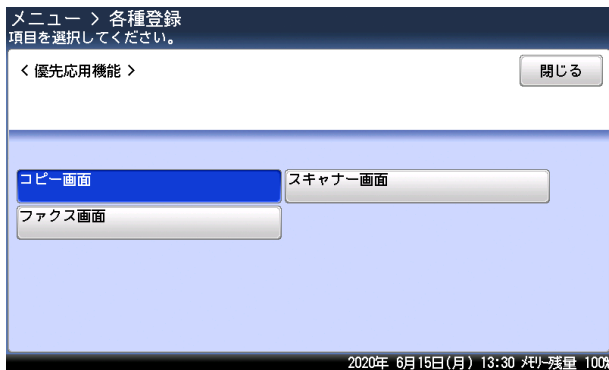 メニュー > 各種登録
項目を選択してください。
< 優先応用機能 >
閉じる
コピー画面
スキャナー画面
ファクス画面
2020年 6月15日(月) 13:30 メモリー残量 100%